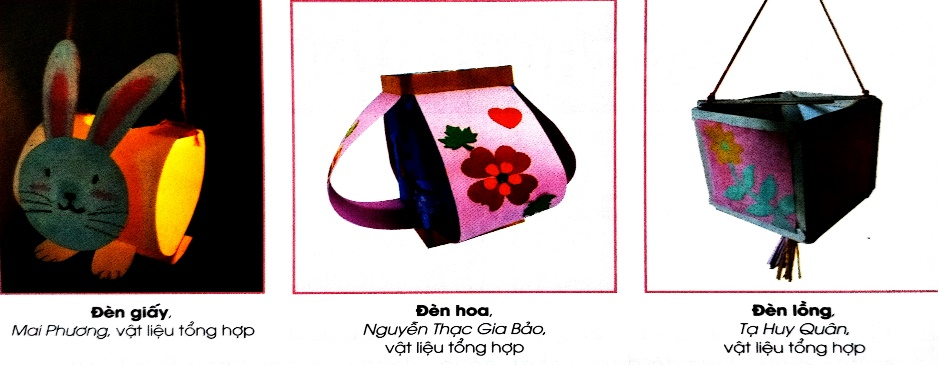 Đèn giấy,
Mai Phương, vật liệu tổng hợp
Đèn hoa,
Nguyễn Thạc Gia Bảo,
vật liệu tổng hợp
Đèn lồng,
Tạ Huy Quân,
vật liệu tổng hợp